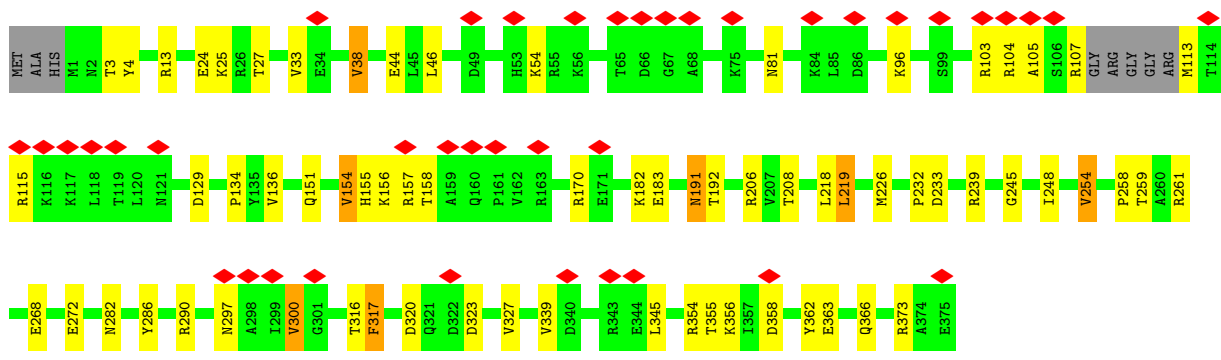 MET ALA HIS M1 N2 T3 Y4 R13 E24 K25 R26 T27 V33 E34 V38 E44 L45 L46 D49 H53 K54 R55 K56 T65 D66 G67 A68 K75 N81 K84 L85 D86 K96 S99 R103 R104 A105 S106 R107 GLY ARG GLY GLY ARG M113 T114
R115 K116 K117 L118 T119 L120 N121 D129 P134 Y135 V136 Q151 V154 H155 K156 R157 T158 A159 Q160 P161 V162 R163 R170 E171 K182 E183 N191 T192 R206 V207 T208 L218 L219 M226 P232 D233 R239 G245 I248 V254 P258 T259 A260 R261
E268 E272 N282 Y286 R290 N297 A298 I299 V300 G301 T316 F317 D320 Q321 D322 D323 V327 V339 D340 R343 E344 L345 R354 T355 K356 I357 D358 Y362 E363 Q366 R373 A374 E375